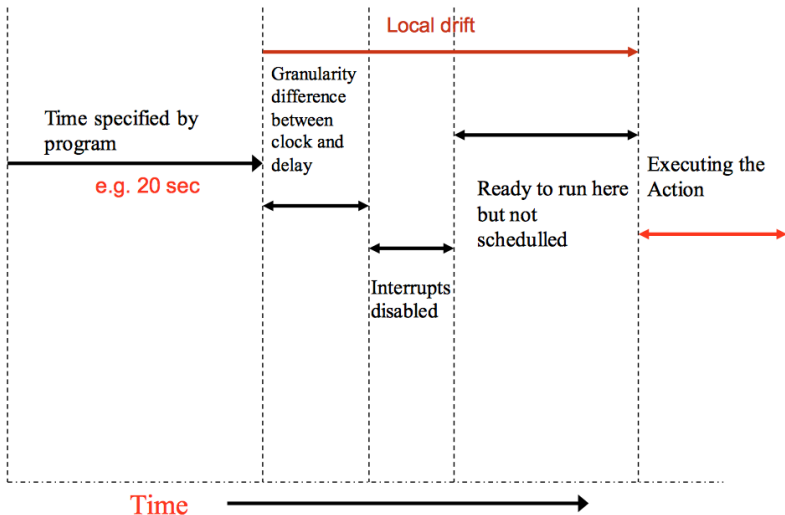 Local drift
Time specified by
program
e.g. 20 sec
Granularity
difference
between
clock and
delay
Interrupts
disabled
Ready to run here
but not
schedulled
Executing the
Action
Time